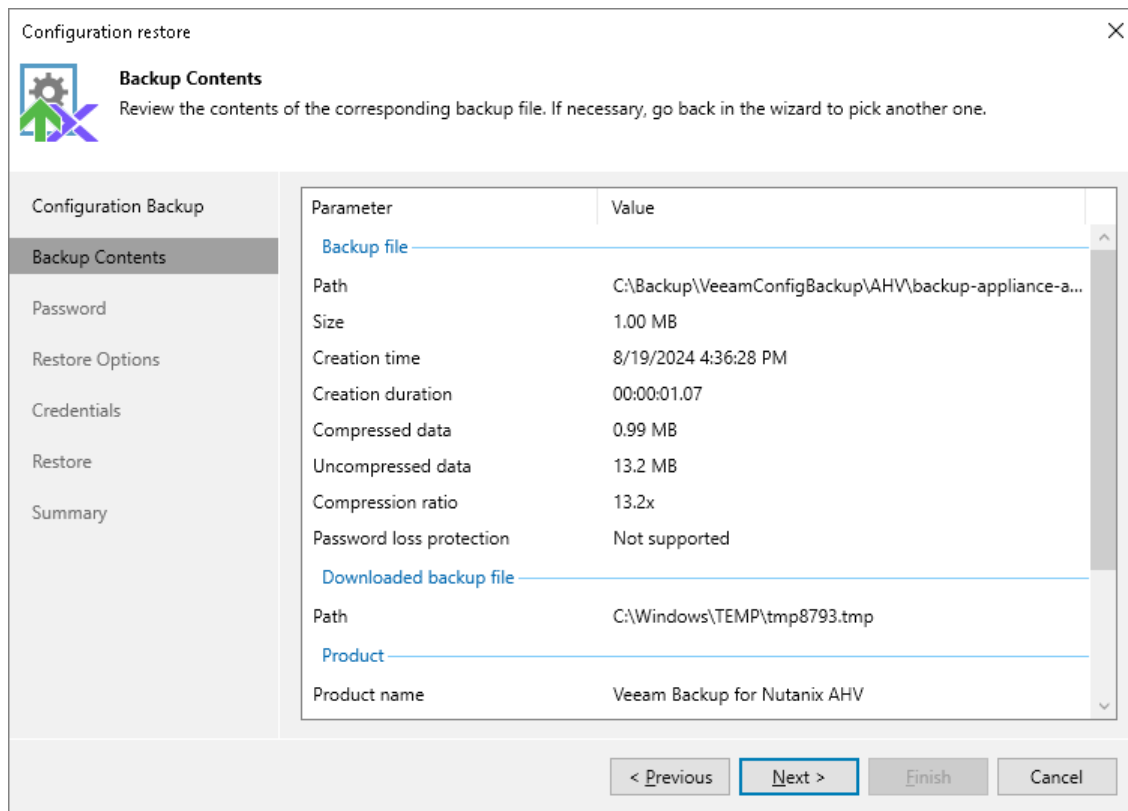 Configuration restore
Backup Contents
Review the contents of the corresponding backup file. If necessary, go back in the wizard to pick another one.
Configuration Backup
Backup Contents
Password
Restore Options
Credentials
Restore
Summary
Parameter Value
Backup file
Path C:\Backup\VeeamConfigBackup\AHV\backup-appliance-a...
Size 1.00 MB
Creation time 8/19/2024 4:36:28 PM
Creation duration 00:00:01.07
Compressed data 0.99 MB
Uncompressed data 13.2 MB
Compression ratio 13.2x
Password loss protection Not supported
Downloaded backup file
Path C:\Windows\TEMP\tmp8793.tmp
Product
Product name Veeam Backup for Nutanix AHV
< Previous Next > Finish Cancel